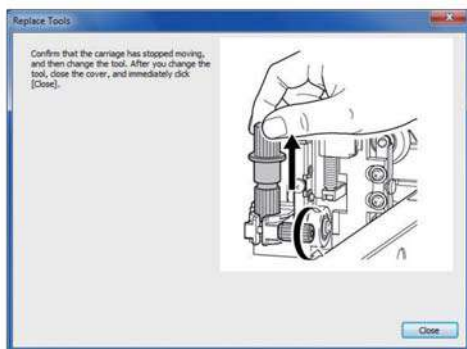 Replace Tools
Confirm that the carriage has stopped moving,
and then change the tool. After you change the
tool, close the cover, and immediately click
[Close].
Close